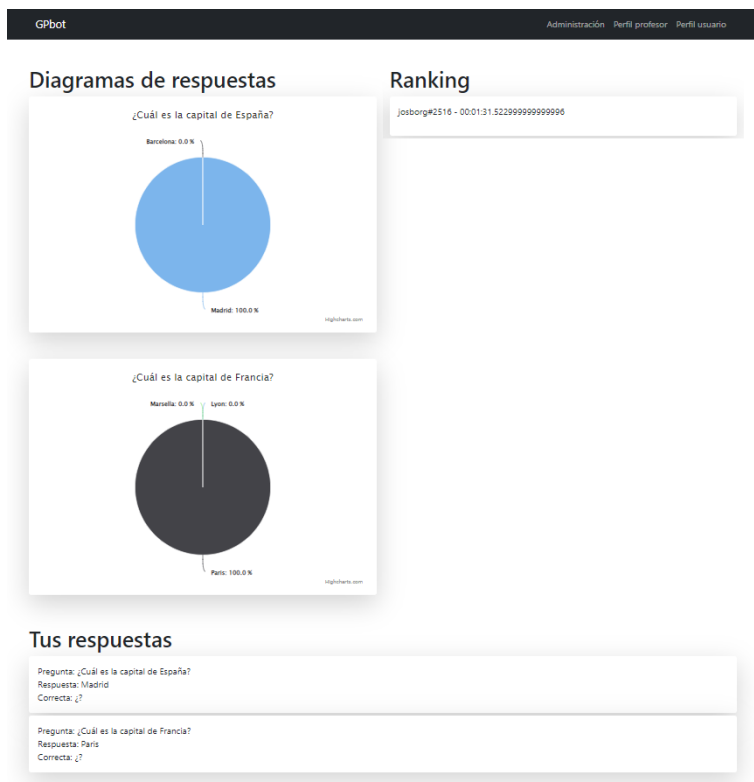 GPbot
Administración Perfil profesor Perfil usuario
Diagramas de respuestas
¿Cuál es la capital de España?
Barcelona: 0.0 %
Madrid: 100.0 %
Highcharts.com
¿Cuál es la capital de Francia?
Marsella: 0.0 % Lyon: 0.0 %
Paris: 100.0 %
Highcharts.com
Ranking
josborg#2516 - 00:01:31.522999999999996
Tus respuestas
Pregunta: ¿Cuál es la capital de España?
Respuesta: Madrid
Correcta: ¿?
Pregunta: ¿Cuál es la capital de Francia?
Respuesta: Paris
Correcta: ¿?